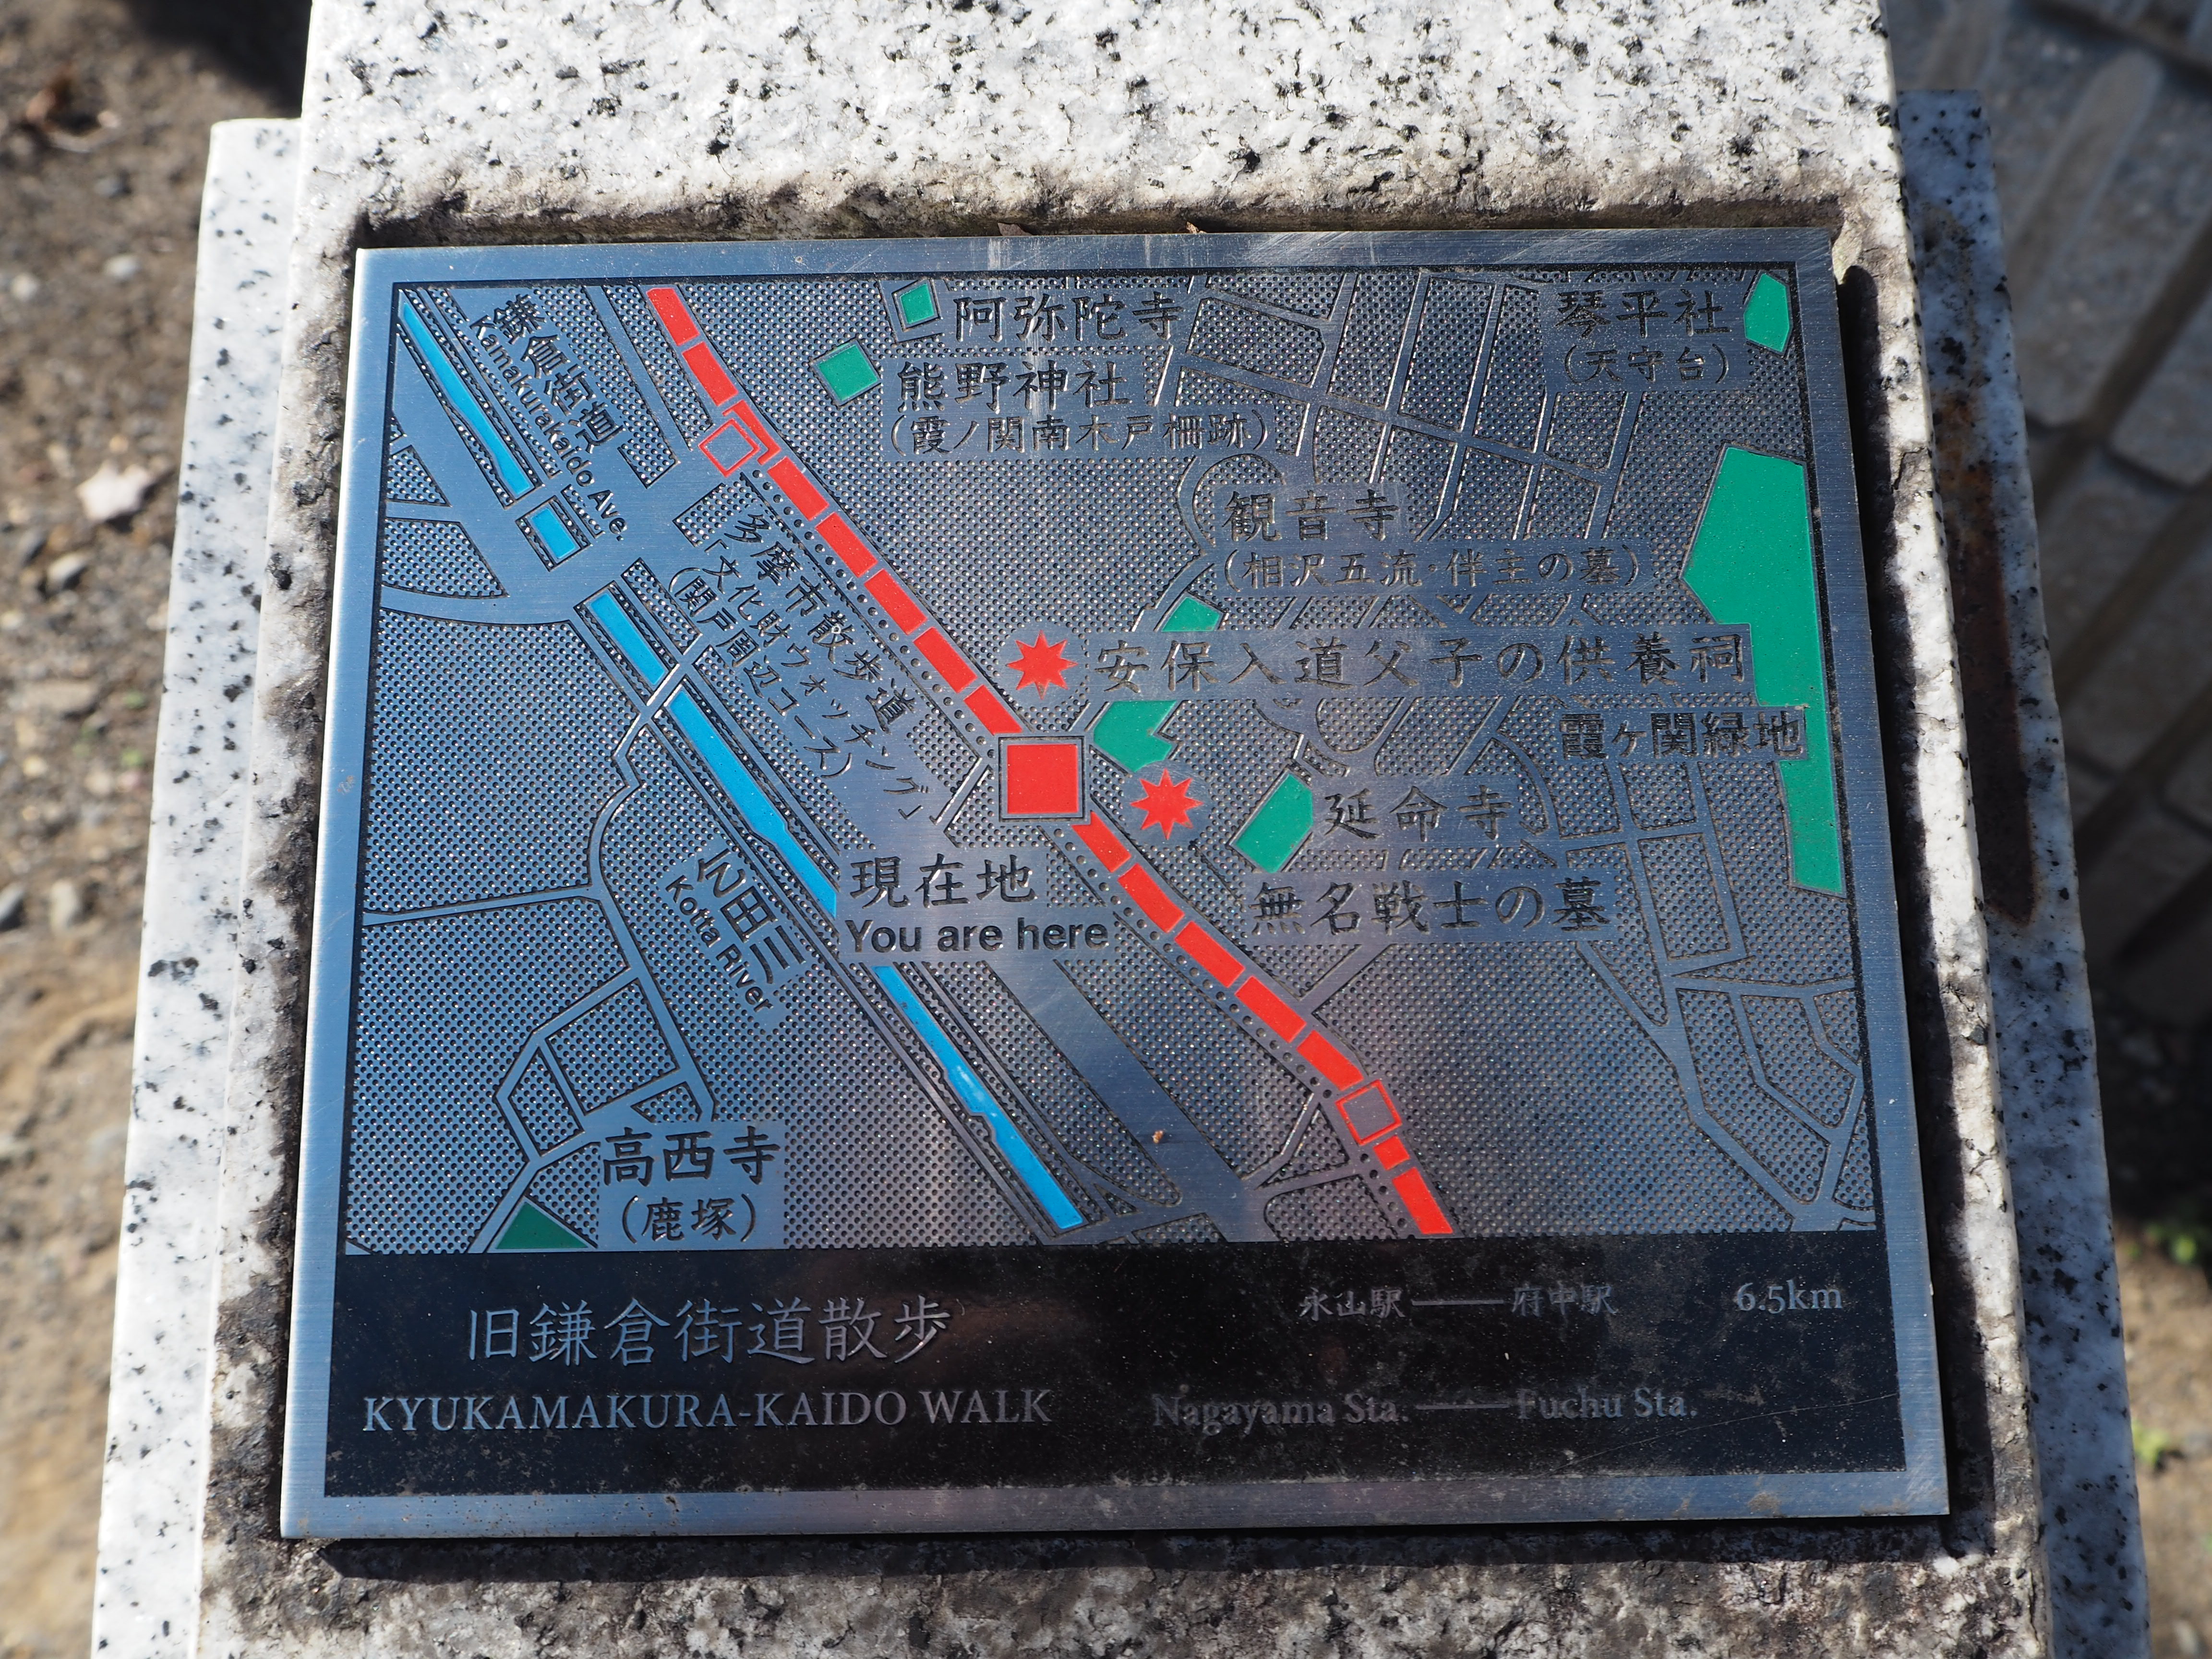 鎌倉街道
Kamakurakaido Ave.
阿弥陀寺
熊野神社
(霞ノ関南木戸柵跡)
琴平社
(天守台)
観音寺
(相沢五流・伴主の墓)
多摩市散歩道
「文化財ウォッチング」
(関戸周辺コース)
安保入道父子の供養祠
霞ヶ関緑地
延命寺
無名戦士の墓
現在地
You are here
乞田川
Kotta River
高西寺
(鹿塚)
旧鎌倉街道散歩
KYUKAMAKURA-KAIDO WALK
永山駅——府中駅 6.5km
Nagayama Sta.——Fuchu Sta.